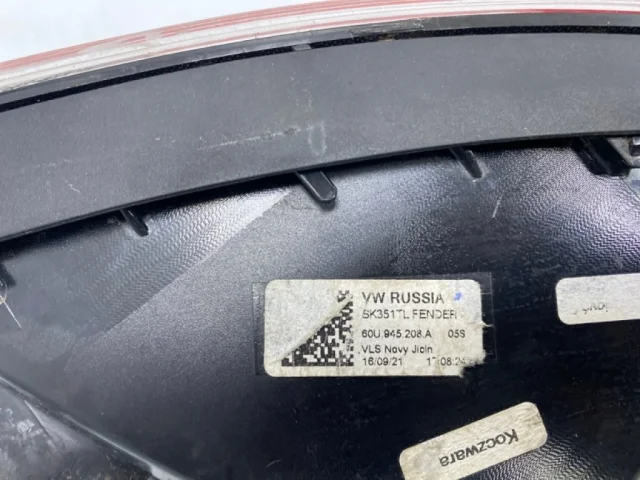 VW RUSSIA
SK351TL FENDER
60U.945.208.A 05S
VLS Novy Jicin
16/09/21 17:08:24
Koczwara